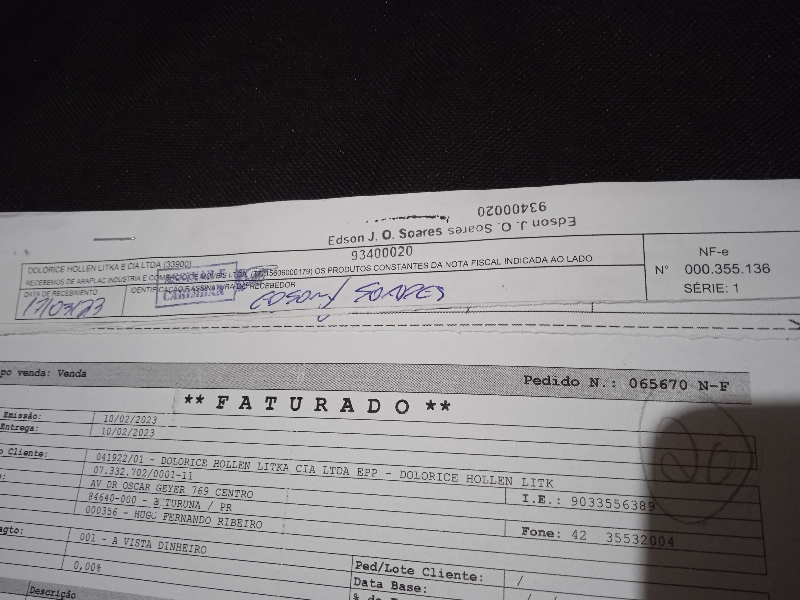 Edson J. O. Soares
93400020
Edson J. O. Soares Soares
93400020
DOLORICE HOLLEN LITKA E CIA LTDA (33900)
RECEBEMOS DE ARAPLAC INDUSTRIA E COMERCIO DE MOVEIS LTDA OS PRODUTOS CONSTANTES DA NOTA FISCAL INDICADA AO LADO
DATA DE RECEBIMENTO
IDENTIFICAÇÃO E ASSINATURA DO RECEBEDOR
17/03/23
EDSON SOARES
NF-e
N° 000.355.136
SÉRIE: 1
po venda: Venda
Pedido N.: 065670 N-F
** F A T U R A D O **
Emissão: 10/02/2023
Entrega: 10/02/2023
o Cliente: 041922/01 - DOLORICE HOLLEN LITKA CIA LTDA EPP - DOLORICE HOLLEN LITK
07.332.702/0001-11
I.E.: 9033556389
AV DR OSCAR GEYER 769 CENTRO
84640-000 - B TURUNA / PR
Fone: 42 35532004
000356 - HUGO FERNANDO RIBEIRO
agto: 001 - A VISTA DINHEIRO
0,00%
Ped/Lote Cliente: /
Data Base: / /
Descrição